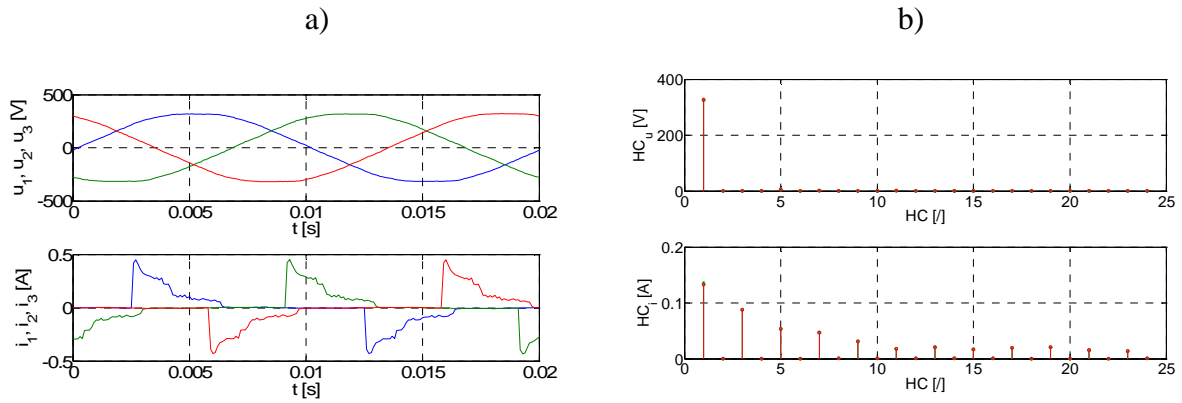 a)
b)
500
0
-500
u1, u2, u3 [V]
0 0.005 0.01 0.015 0.02
t [s]
0.5
0
-0.5
i1, i2, i3 [A]
0 0.005 0.01 0.015 0.02
t [s]
400
200
0
HCu [V]
0 5 10 15 20 25
HC [/]
0.2
0.1
0
HCi [A]
0 5 10 15 20 25
HC [/]